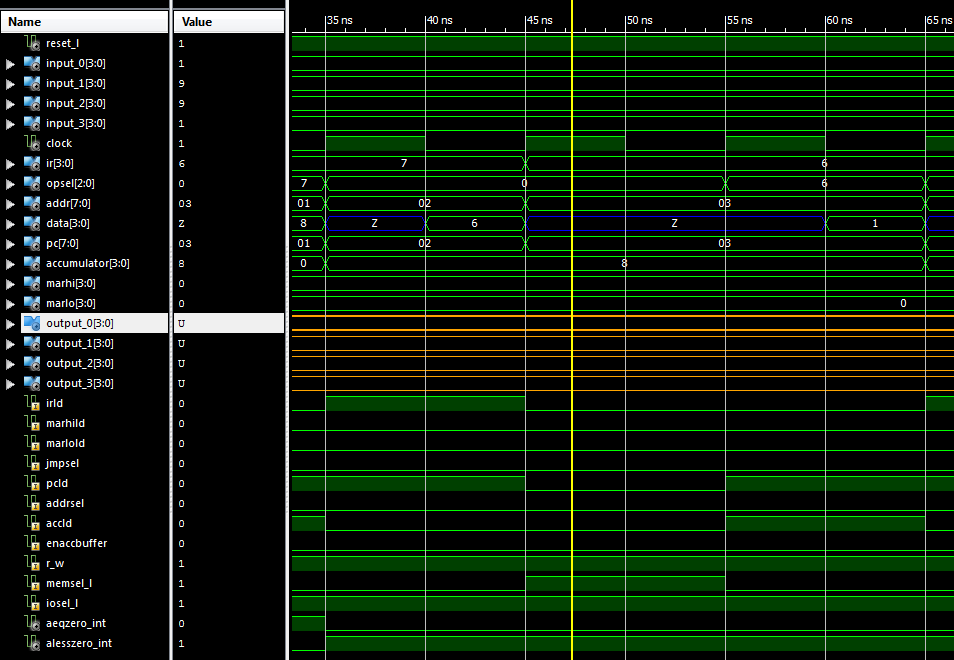 Name Value 35 ns 40 ns 45 ns 50 ns 55 ns 60 ns 65 ns
reset_l 1
input_0[3:0] 1
input_1[3:0] 9
input_2[3:0] 9
input_3[3:0] 1
clock 1
ir[3:0] 6 7 6
opsel[2:0] 0 7 0 6
addr[7:0] 03 01 02 03
data[3:0] Z 8 Z 6 Z 1
pc[7:0] 03 01 02 03
accumulator[3:0] 8 0 8
marhi[3:0] 0
marlo[3:0] 0 0
output_0[3:0] U
output_1[3:0] U
output_2[3:0] U
output_3[3:0] U
irld 0
marhild 0
marlold 0
jmpsel 0
pcld 0
addrsel 0
accld 0
enaccbuffer 0
r_w 1
memsel_l 1
iosel_l 1
aeqzero_int 0
alesszero_int 1